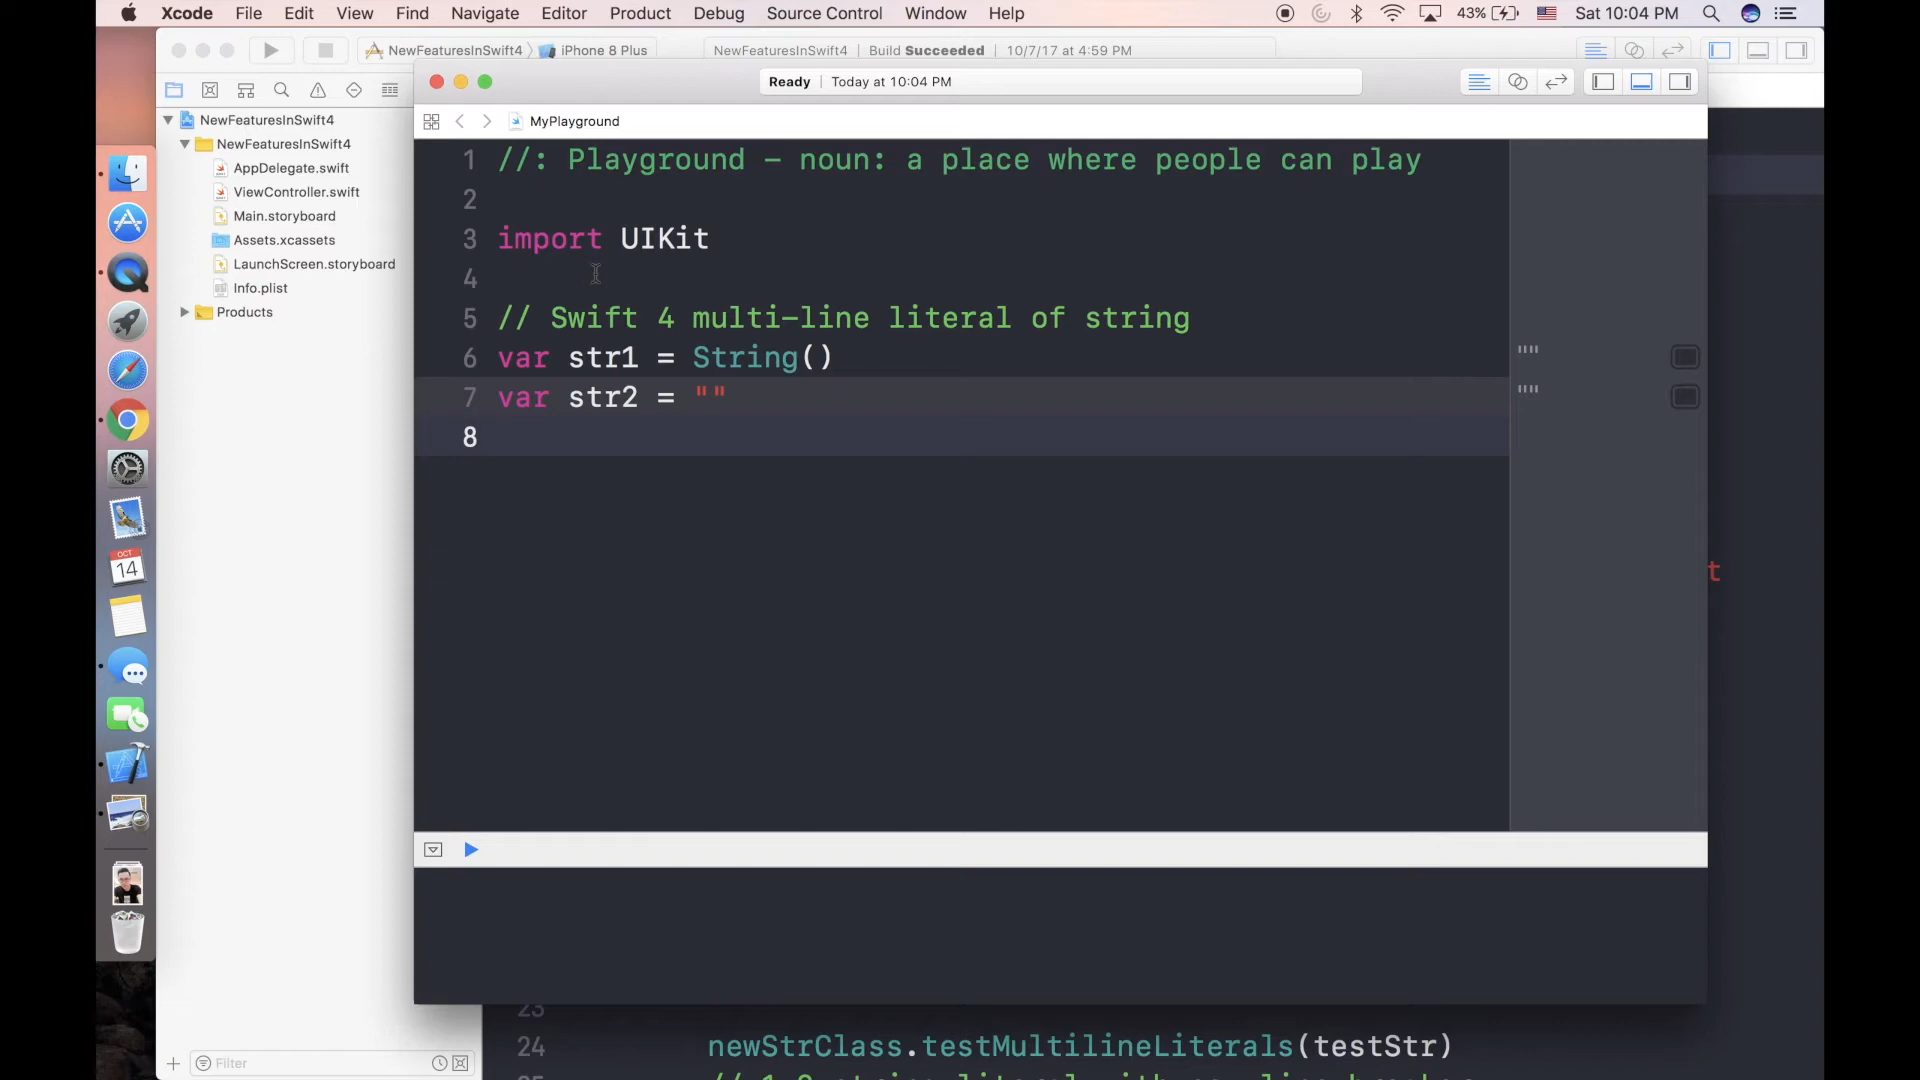 Xcode File Edit View Find Navigate Editor Product Debug Source Control Window Help 43% Sat 10:04 PM
NewFeaturesInSwift4 iPhone 8 Plus NewFeaturesInSwift4 Build Succeeded 10/7/17 at 4:59 PM
Ready Today at 10:04 PM
MyPlayground
NewFeaturesInSwift4
NewFeaturesInSwift4
AppDelegate.swift
ViewController.swift
Main.storyboard
Assets.xcassets
LaunchScreen.storyboard
Info.plist
Products
1 //: Playground - noun: a place where people can play
2
3 import UIKit
4
5 // Swift 4 multi-line literal of string
6 var str1 = String() ""
7 var str2 = "" ""
8
t
OCT
14
23
24 newStrClass.testMultilineLiterals(testStr)
Filter